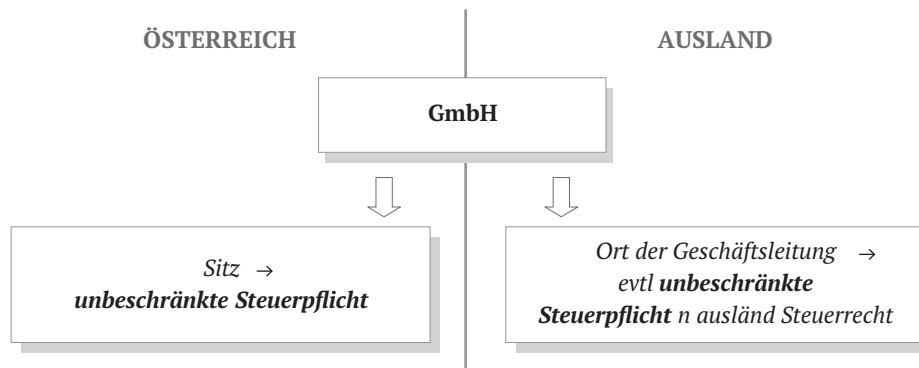 ÖSTERREICH
AUSLAND
GmbH
Sitz →
unbeschränkte Steuerpflicht
Ort der Geschäftsleitung →
evtl unbeschränkte
Steuerpflicht n ausländ Steuerrecht